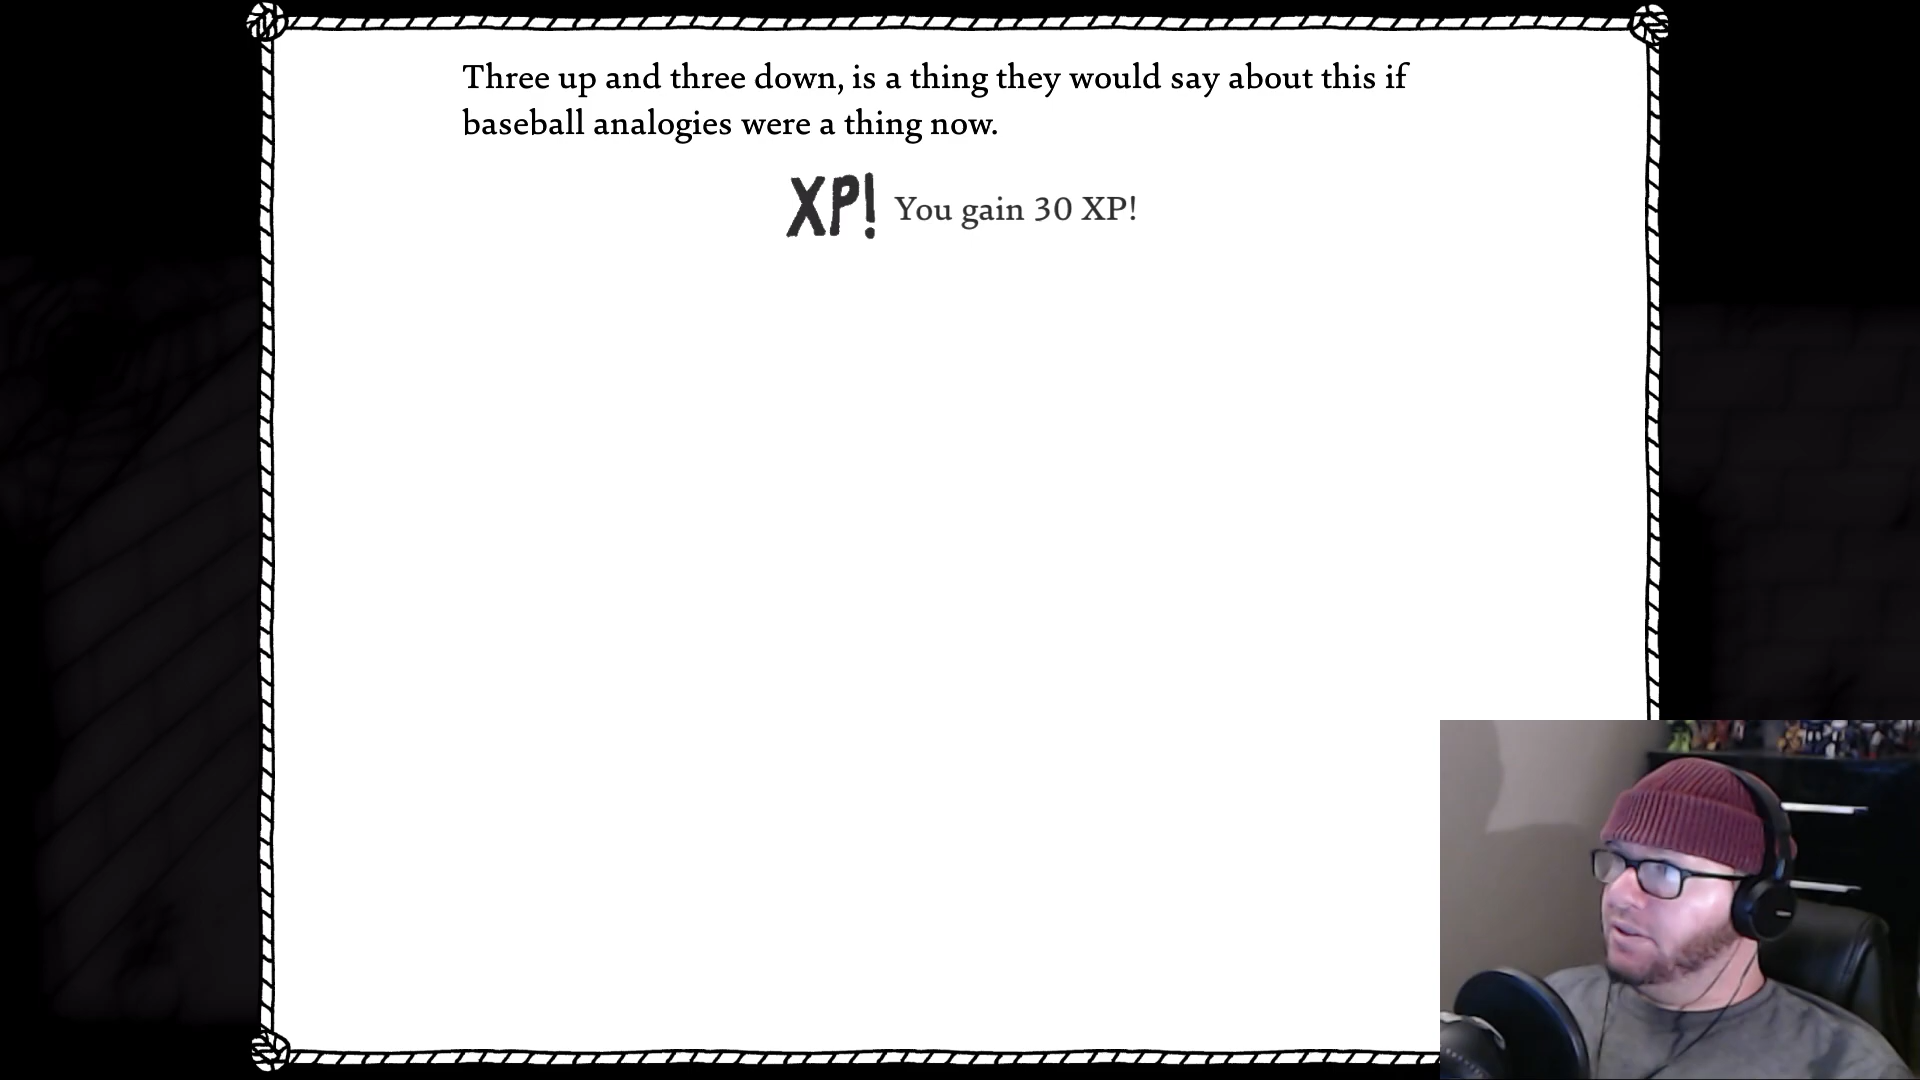 Three up and three down, is a thing they would say about this if
baseball analogies were a thing now.
XP! You gain 30 XP!